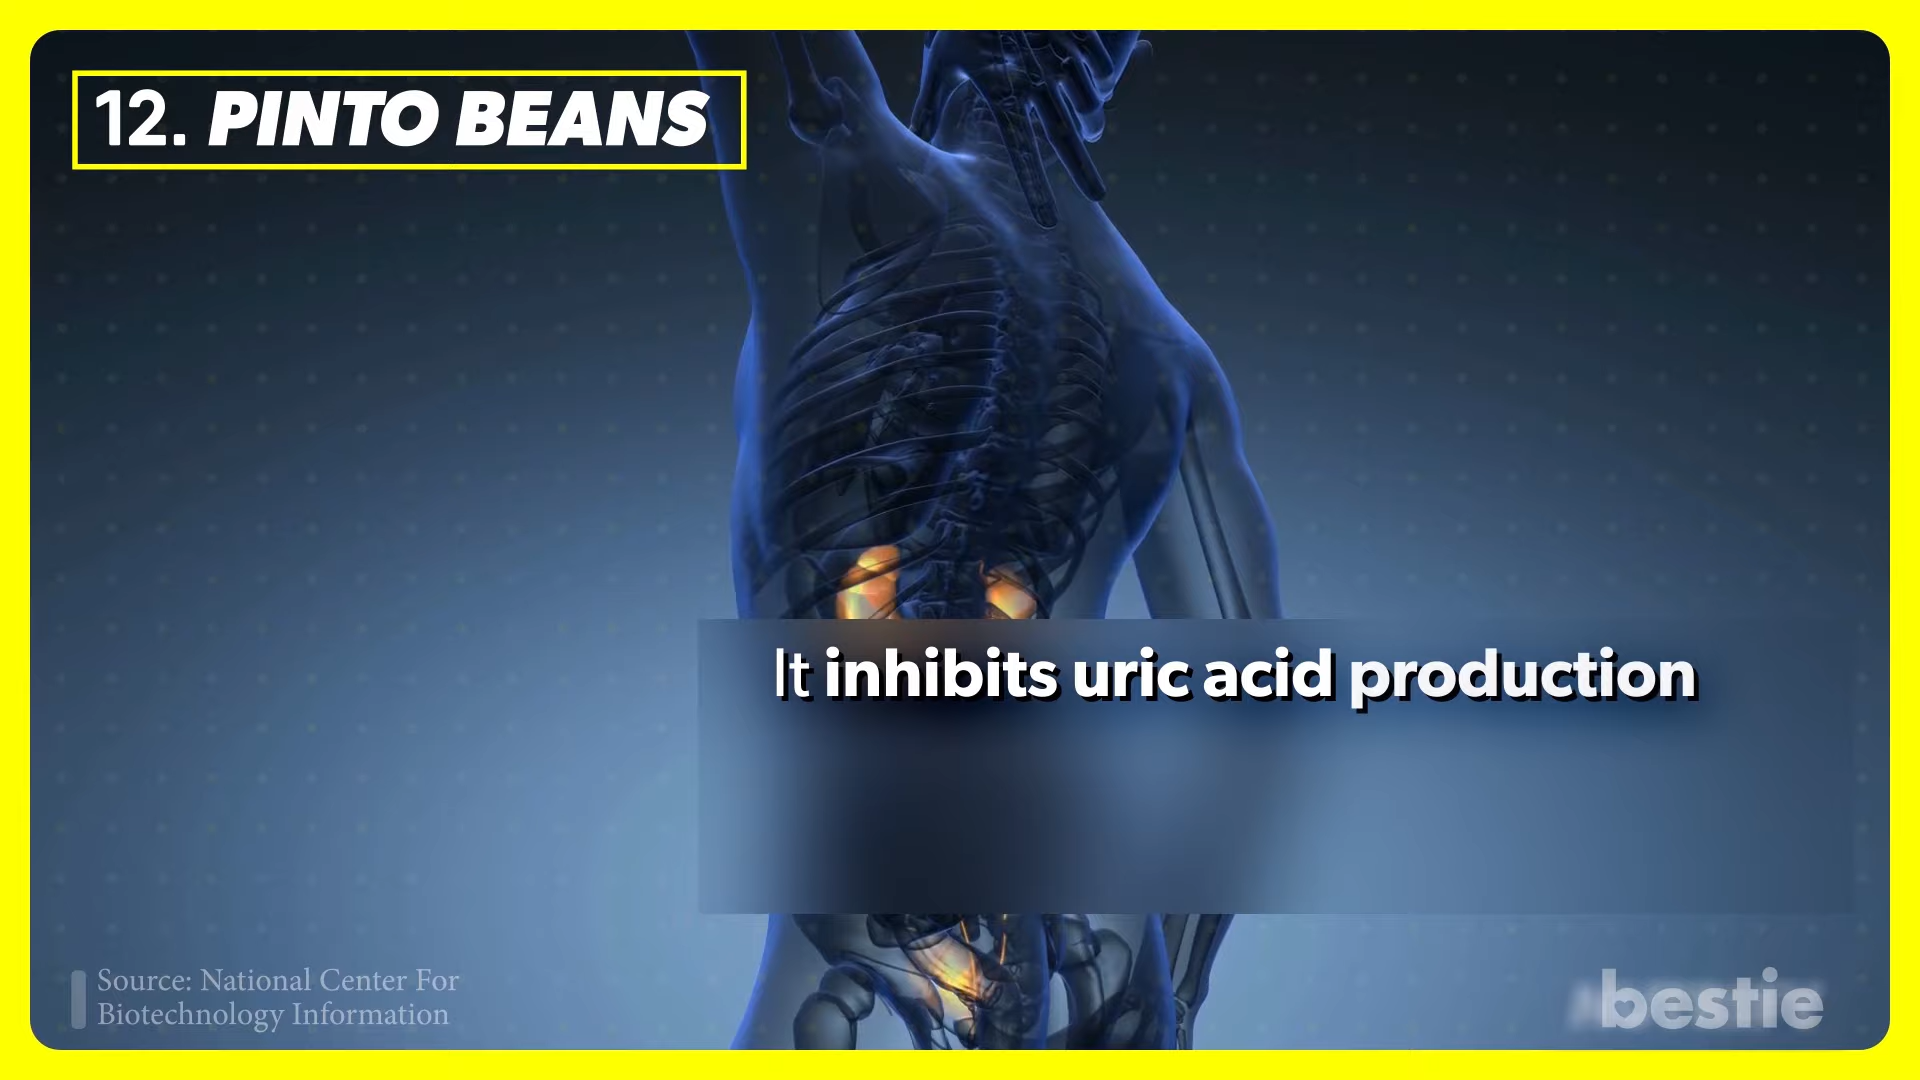 12. PINTO BEANS
It inhibits uric acid production
Source: National Center For
Biotechnology Information
bestie